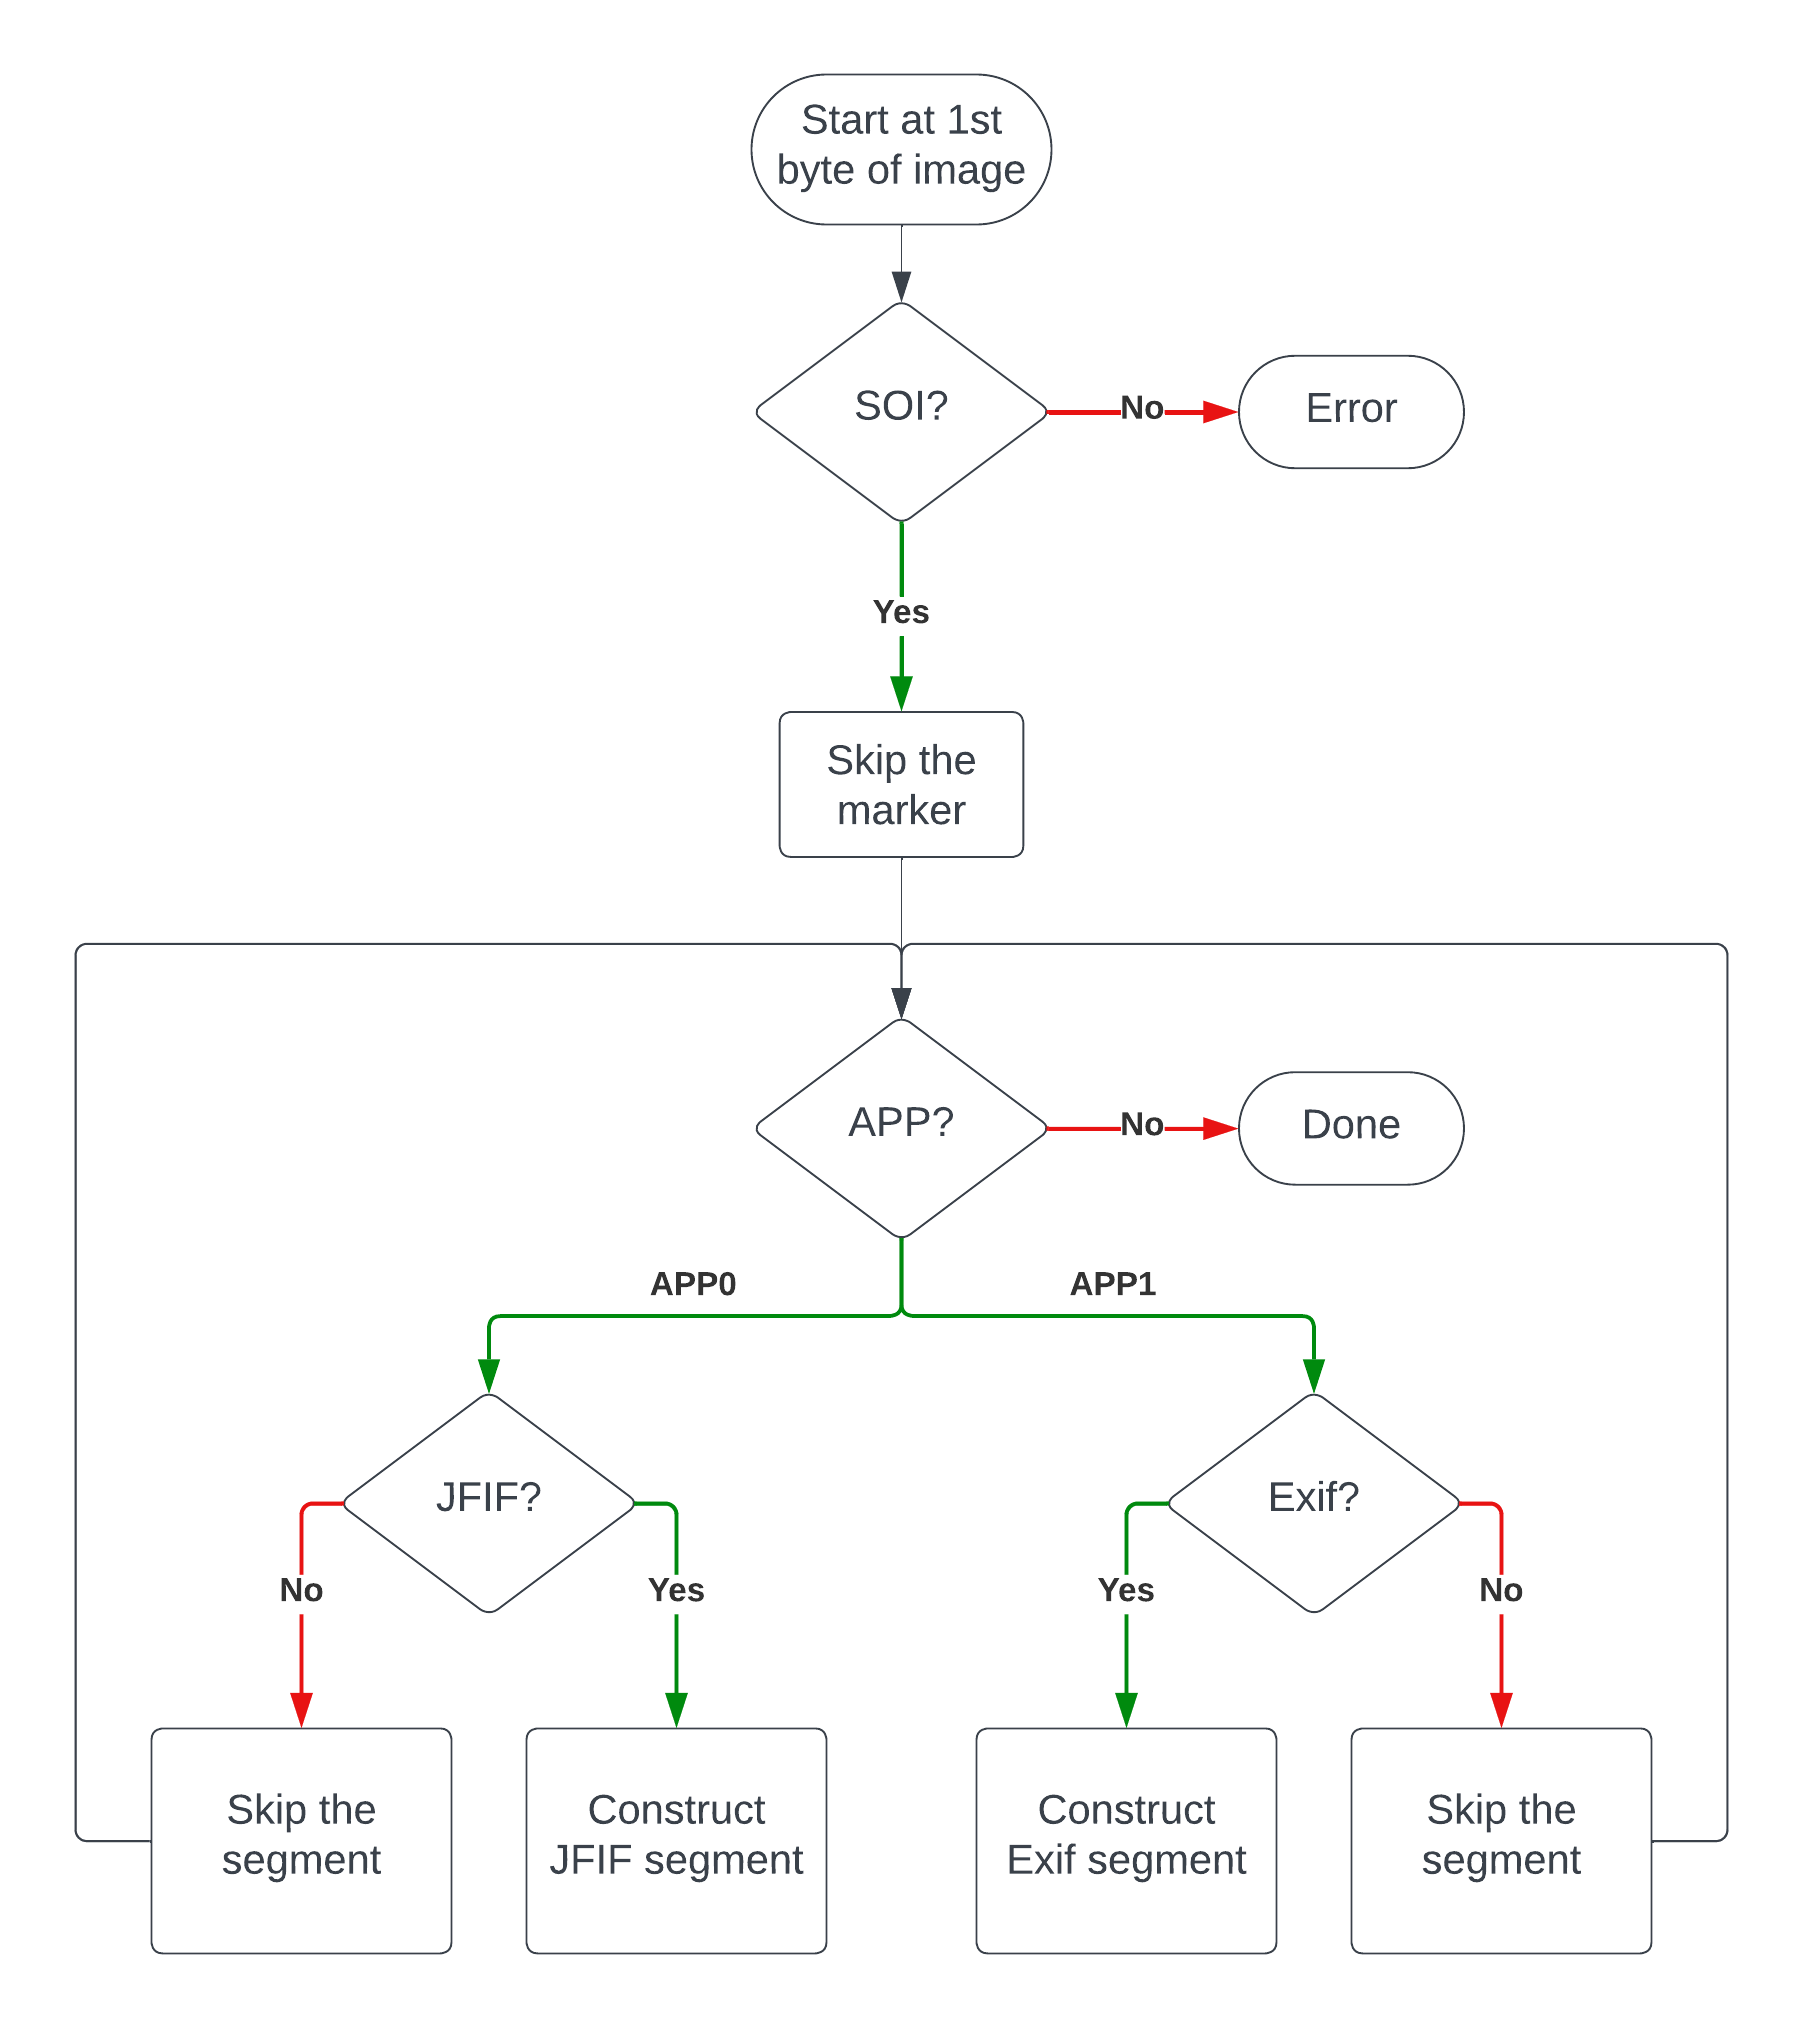 Start at 1st
byte of image
SOI?
No
Error
Yes
Skip the
marker
APP?
No
Done
APP0
APP1
JFIF?
Exif?
No
Yes
Yes
No
Skip the
segment
Construct
JFIF segment
Construct
Exif segment
Skip the
segment